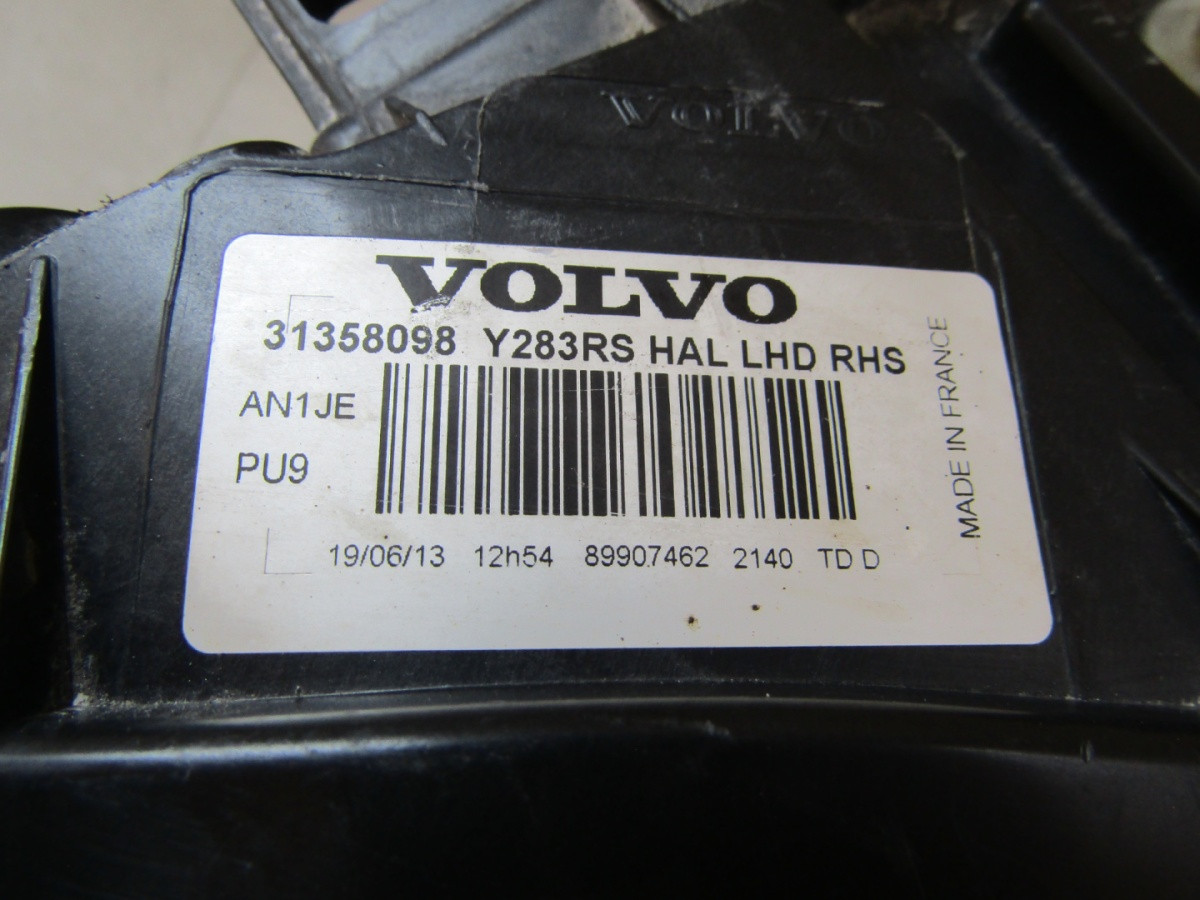 VOLVO
VOLVO
31358098 Y283RS HAL LHD RHS
AN1JE
PU9
19/06/13 12h54 89907462 2140 TD D
MADE IN FRANCE